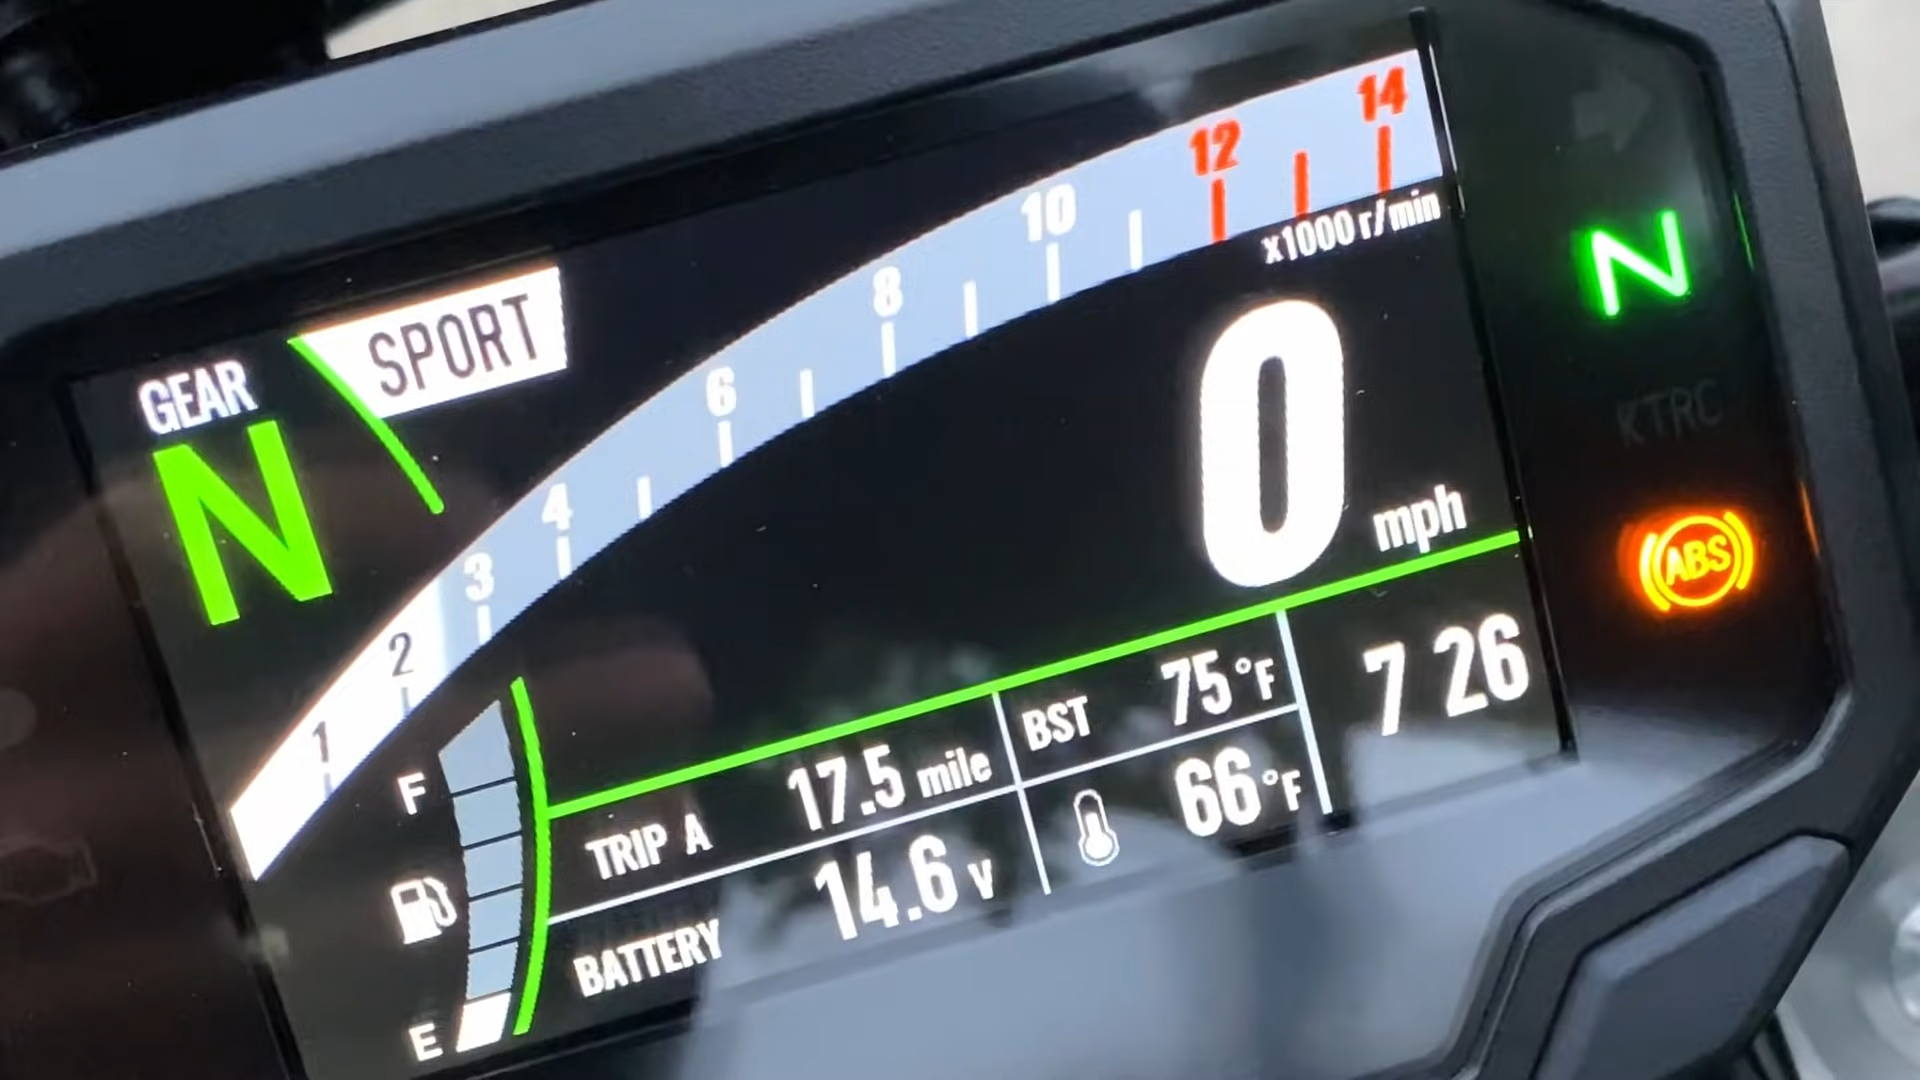 14
12
10
x1000 r/min
8
N
SPORT
6
GEAR
N
0
KTRC
4
mph
3
ABS
2
75 °F
7 26
BST
1
17.5 mile
F
66 °F
TRIP A
14.6 V
BATTERY
E